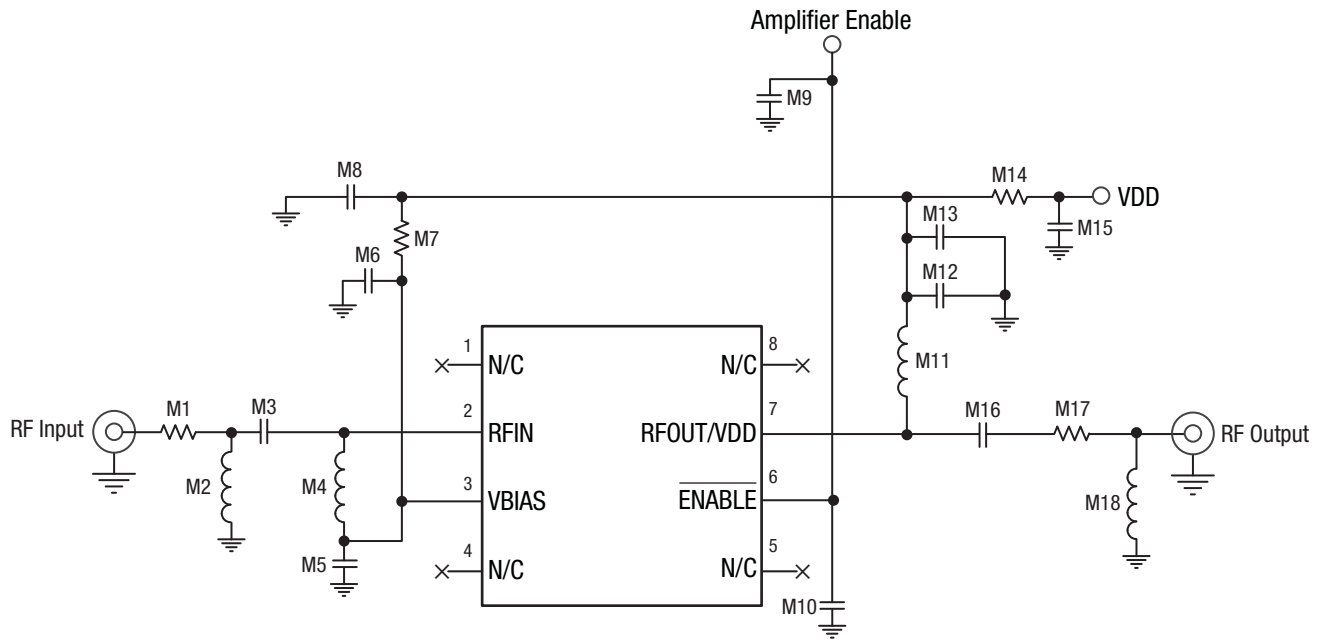 Amplifier Enable
M9
M8
M14
VDD
M13
M15
M7
M6
M12
M11
1
N/C
8
N/C
RF Input
M1
M3
2
RFIN
7
RFOUT/VDD
M16
M17
RF Output
M2
M4
3
VBIAS
6
ENABLE
M18
4
N/C
5
N/C
M5
M10